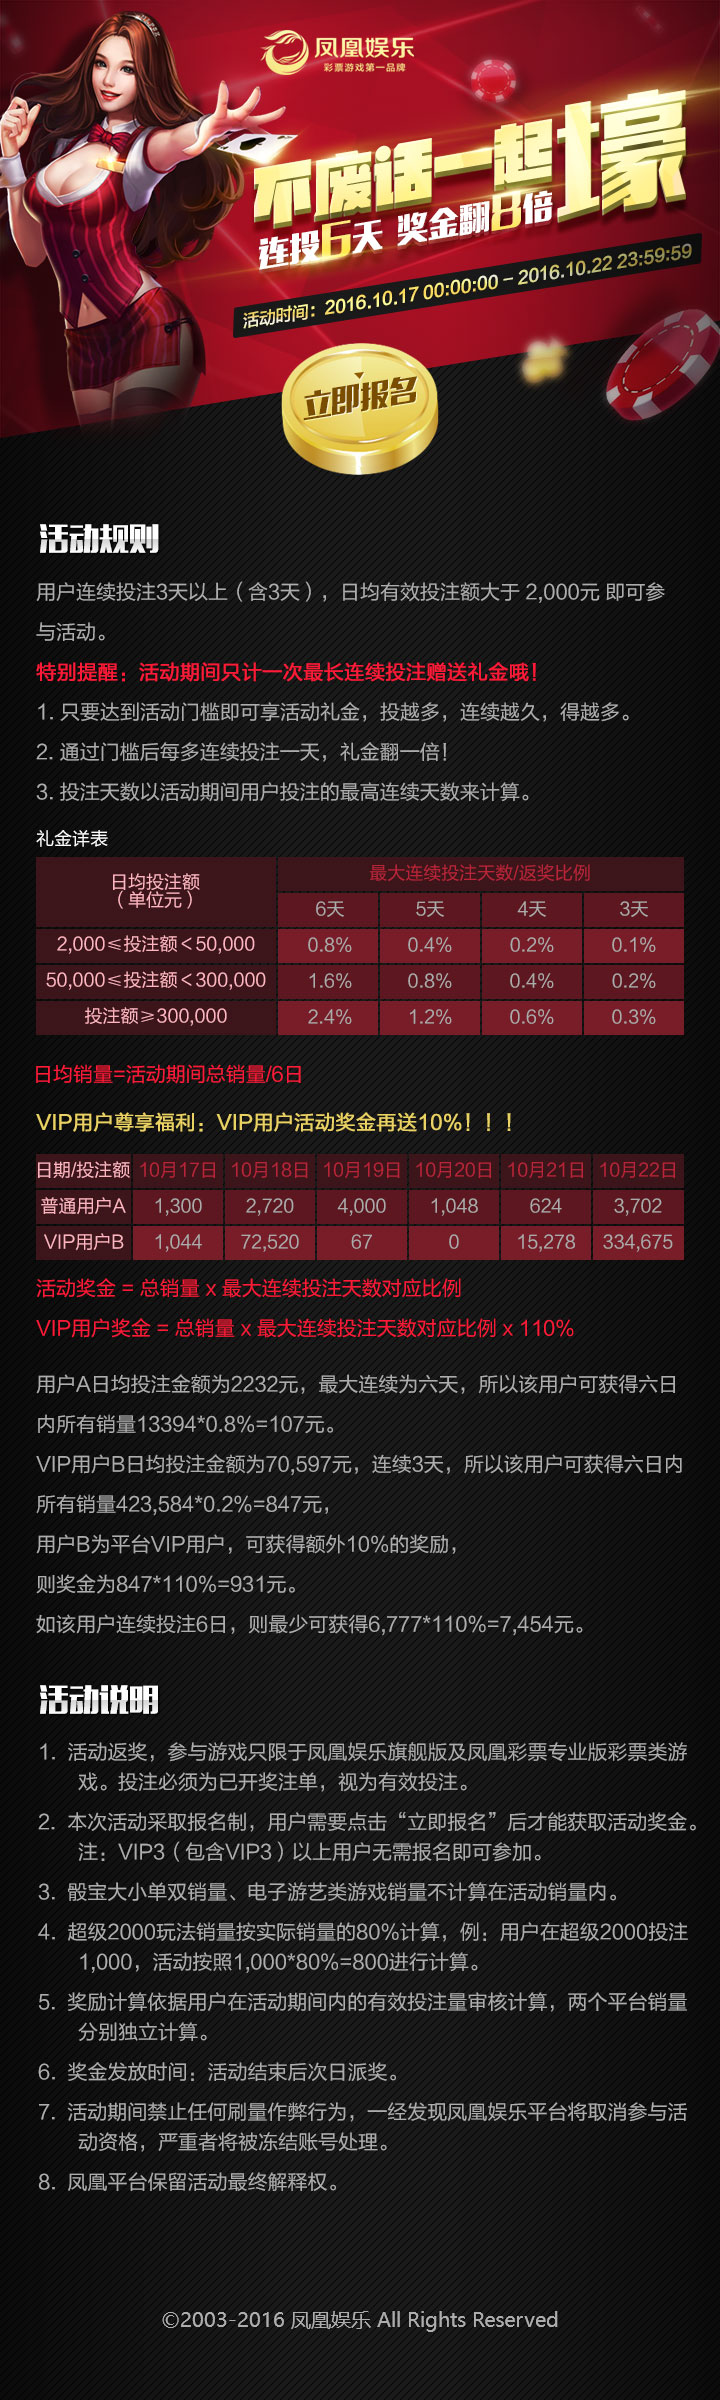 凤凰娱乐
彩票游戏第一品牌
不废话一起壕
连投6天 奖金翻8倍
活动时间：2016.10.17 00:00:00 – 2016.10.22 23:59:59
立即报名
活动规则
用户连续投注3天以上（含3天），日均有效投注额大于 2,000元 即可参
与活动。
特别提醒：活动期间只计一次最长连续投注赠送礼金哦！
1. 只要达到活动门槛即可享活动礼金，投越多，连续越久，得越多。
2. 通过门槛后每多连续投注一天，礼金翻一倍！
3. 投注天数以活动期间用户投注的最高连续天数来计算。
礼金详表
日均投注额
（单位元）
最大连续投注天数/返奖比例
6天 5天 4天 3天
2,000≤投注额＜50,000 0.8% 0.4% 0.2% 0.1%
50,000≤投注额＜300,000 1.6% 0.8% 0.4% 0.2%
投注额≥300,000 2.4% 1.2% 0.6% 0.3%
日均销量=活动期间总销量/6日
VIP用户尊享福利：VIP用户活动奖金再送10%！！！
日期/投注额 10月17日 10月18日 10月19日 10月20日 10月21日 10月22日
普通用户A 1,300 2,720 4,000 1,048 624 3,702
VIP用户B 1,044 72,520 67 0 15,278 334,675
活动奖金 = 总销量 x 最大连续投注天数对应比例
VIP用户奖金 = 总销量 x 最大连续投注天数对应比例 x 110%
用户A日均投注金额为2232元，最大连续为六天，所以该用户可获得六日
内所有销量13394*0.8%=107元。
VIP用户B日均投注金额为70,597元，连续3天，所以该用户可获得六日内
所有销量423,584*0.2%=847元，
用户B为平台VIP用户，可获得额外10%的奖励，
则奖金为847*110%=931元。
如该用户连续投注6日，则最少可获得6,777*110%=7,454元。
活动说明
1. 活动返奖，参与游戏只限于凤凰娱乐旗舰版及凤凰彩票专业版彩票类游
戏。投注必须为已开奖注单，视为有效投注。
2. 本次活动采取报名制，用户需要点击“立即报名”后才能获取活动奖金。
注：VIP3（包含VIP3）以上用户无需报名即可参加。
3. 骰宝大小单双销量、电子游艺类游戏销量不计算在活动销量内。
4. 超级2000玩法销量按实际销量的80%计算，例：用户在超级2000投注
1,000，活动按照1,000*80%=800进行计算。
5. 奖励计算依据用户在活动期间内的有效投注量审核计算，两个平台销量
分别独立计算。
6. 奖金发放时间：活动结束后次日派奖。
7. 活动期间禁止任何刷量作弊行为，一经发现凤凰娱乐平台将取消参与活
动资格，严重者将被冻结账号处理。
8. 凤凰平台保留活动最终解释权。
©2003-2016 凤凰娱乐 All Rights Reserved